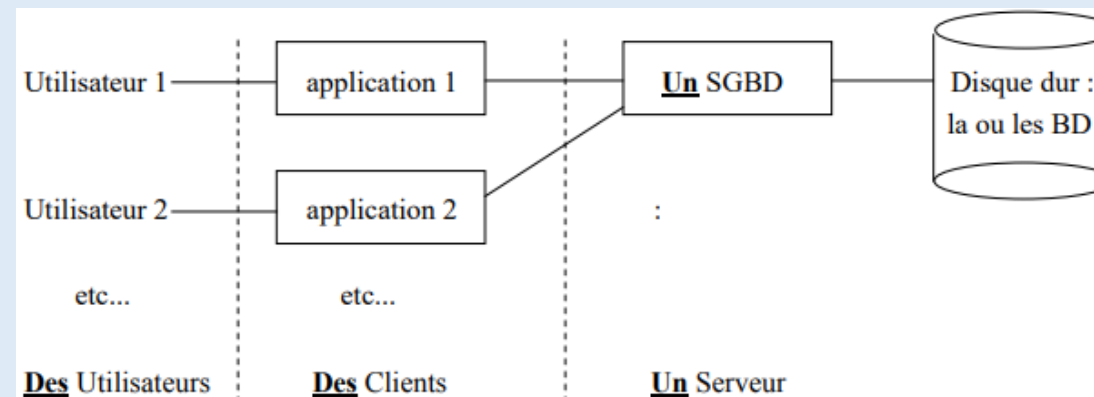 Utilisateur 1 application 1 Un SGBD Disque dur :
la ou les BD
Utilisateur 2 application 2 :
etc... etc...
Des Utilisateurs Des Clients Un Serveur